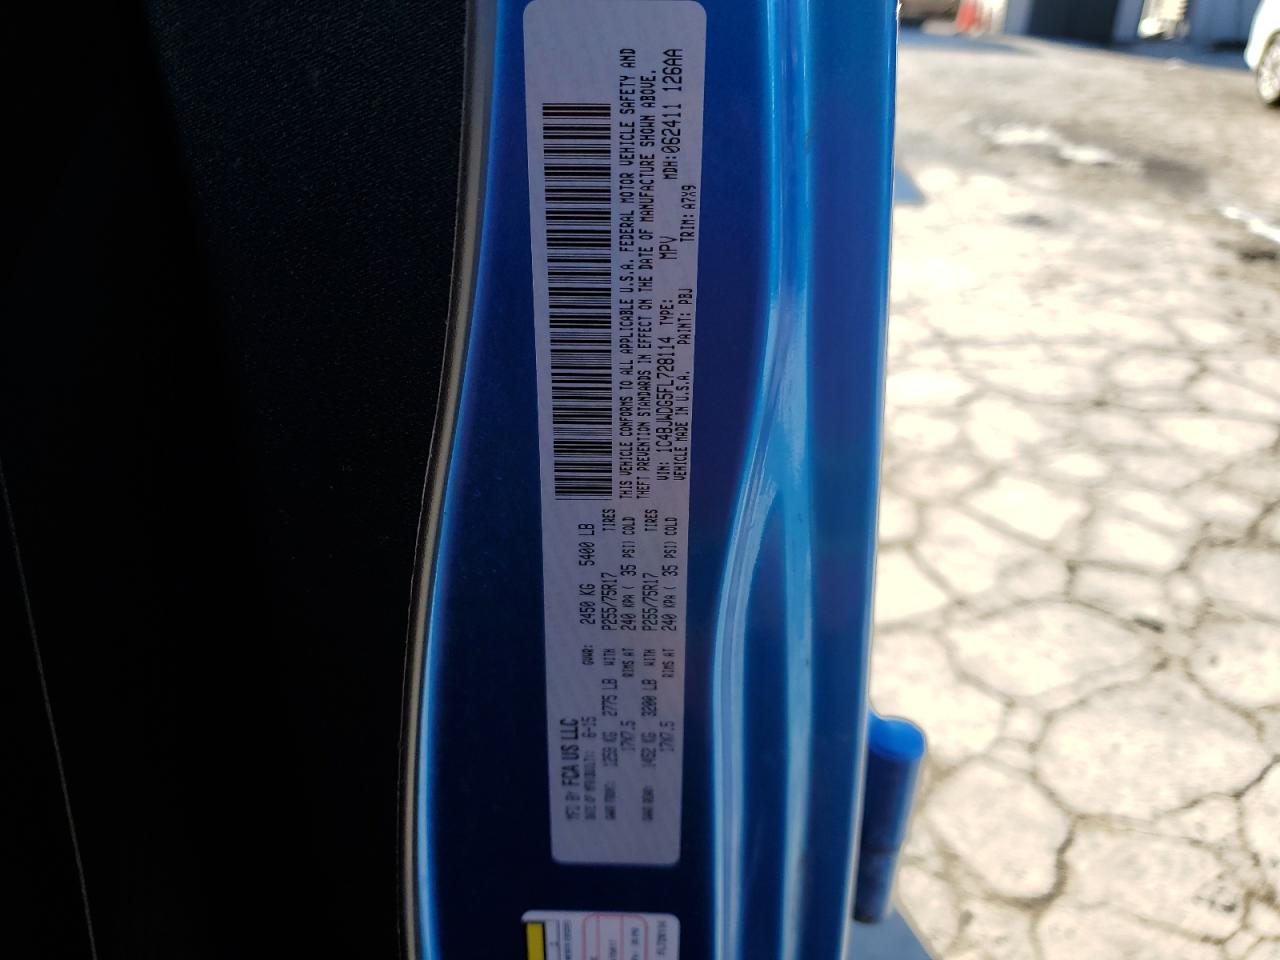 MFD BY FCA US LLC
DATE OF MFR(BUILT): 6-15 GVWR: 2450 KG 5400 LB
GAWR FRONT: 1259 KG 2775 LB WITH P255/75R17 TIRES
17X7.5 RIMS AT 240 KPA ( 35 PSI) COLD
GAWR REAR: 1452 KG 3200 LB WITH P255/75R17 TIRES
17X7.5 RIMS AT 240 KPA ( 35 PSI) COLD
THIS VEHICLE CONFORMS TO ALL APPLICABLE U.S.A. FEDERAL MOTOR VEHICLE SAFETY AND
THEFT PREVENTION STANDARDS IN EFFECT ON THE DATE OF MANUFACTURE SHOWN ABOVE.
VIN: 1C4BJWDG5FL728114 TYPE: MPV MDH:062411 126AA
VEHICLE MADE IN U.S.A. PAINT: PBJ TRIM: A7X9